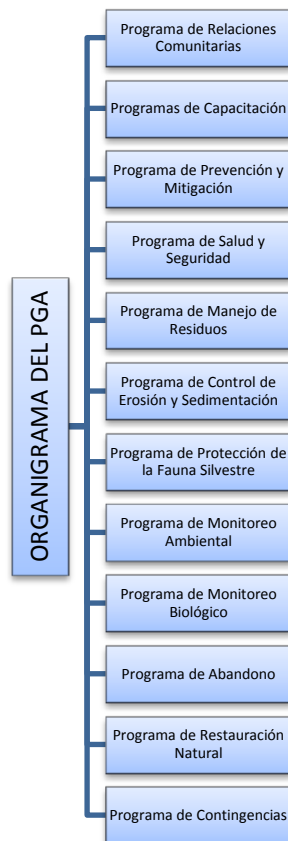 ORGANIGRAMA DEL PGA
Programa de Relaciones
Comunitarias
Programas de Capacitación
Programa de Prevención y
Mitigación
Programa de Salud y
Seguridad
Programa de Manejo de
Residuos
Programa de Control de
Erosión y Sedimentación
Programa de Protección de
la Fauna Silvestre
Programa de Monitoreo
Ambiental
Programa de Monitoreo
Biológico
Programa de Abandono
Programa de Restauración
Natural
Programa de Contingencias